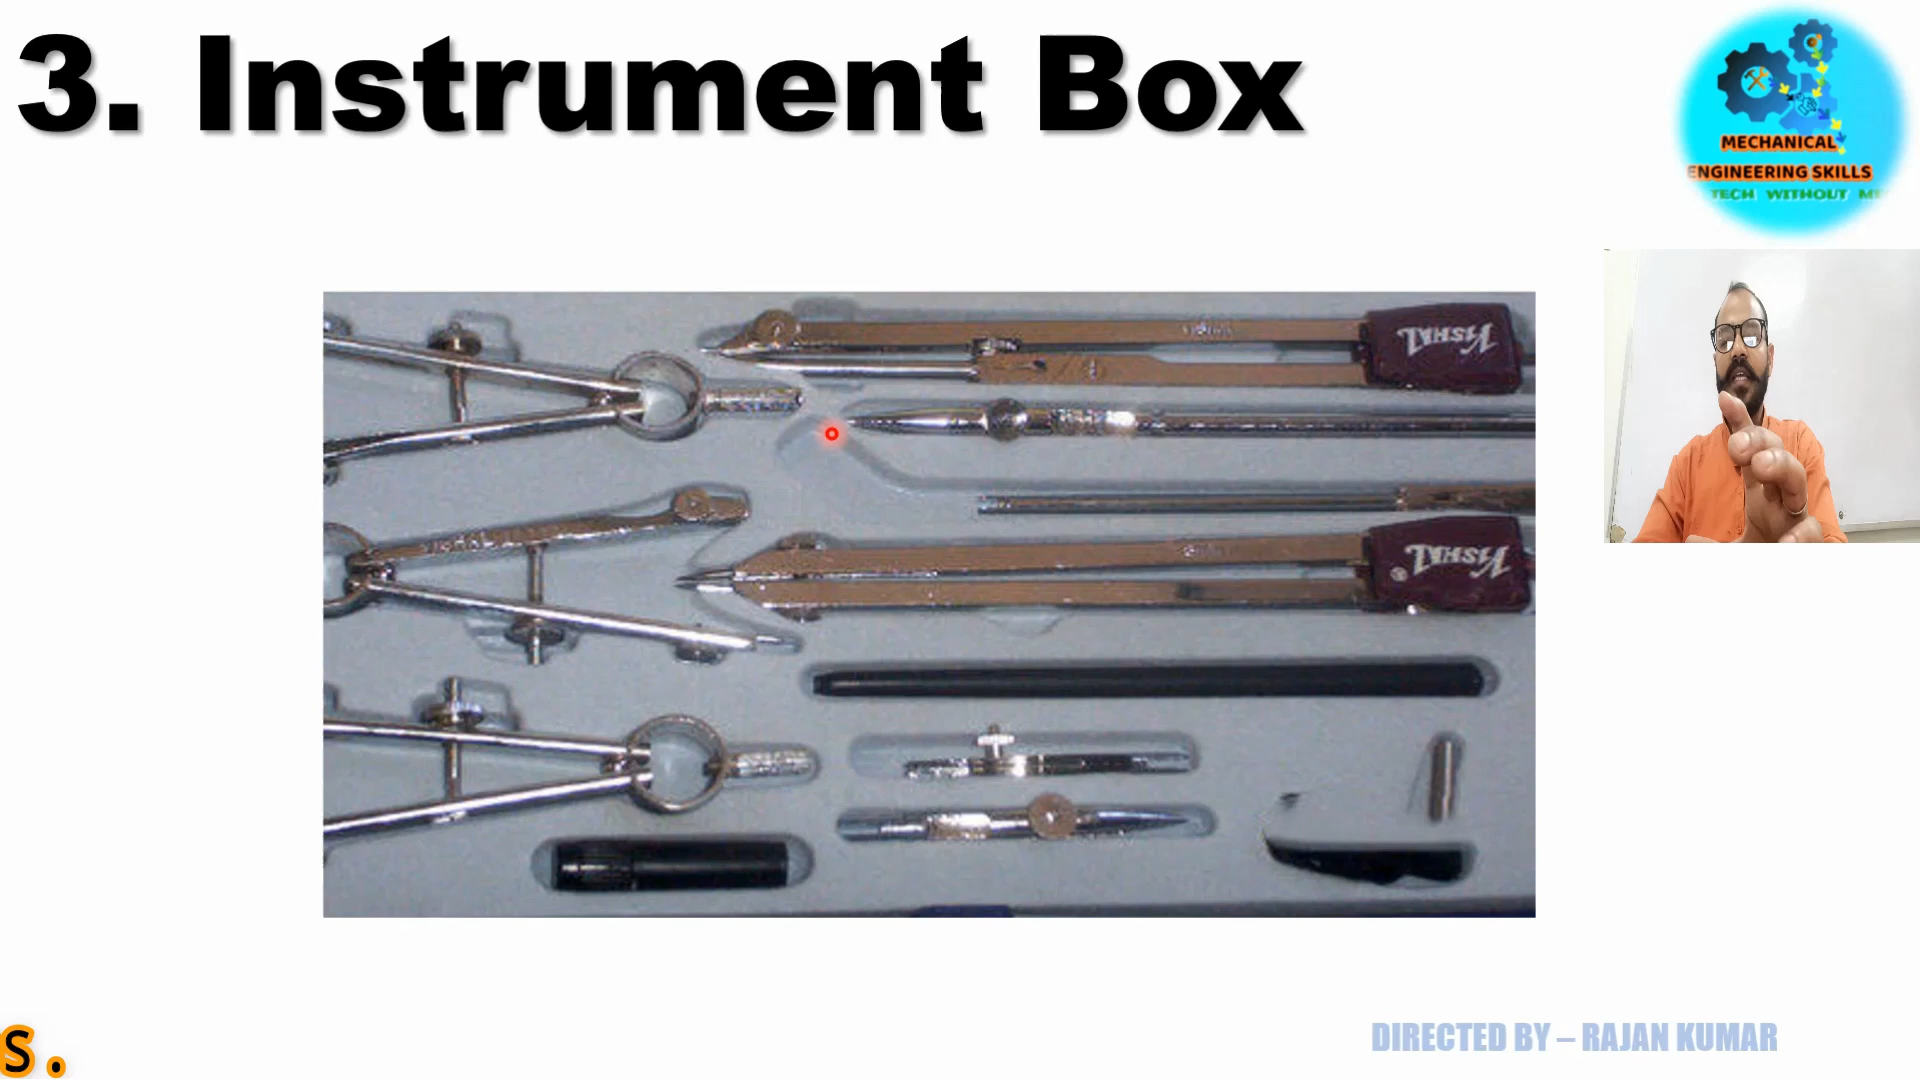 3. Instrument Box
MECHANICAL
ENGINEERING SKILLS
TECH WITHOUT
VISHAL
VISHAL
S.
DIRECTED BY – RAJAN KUMAR